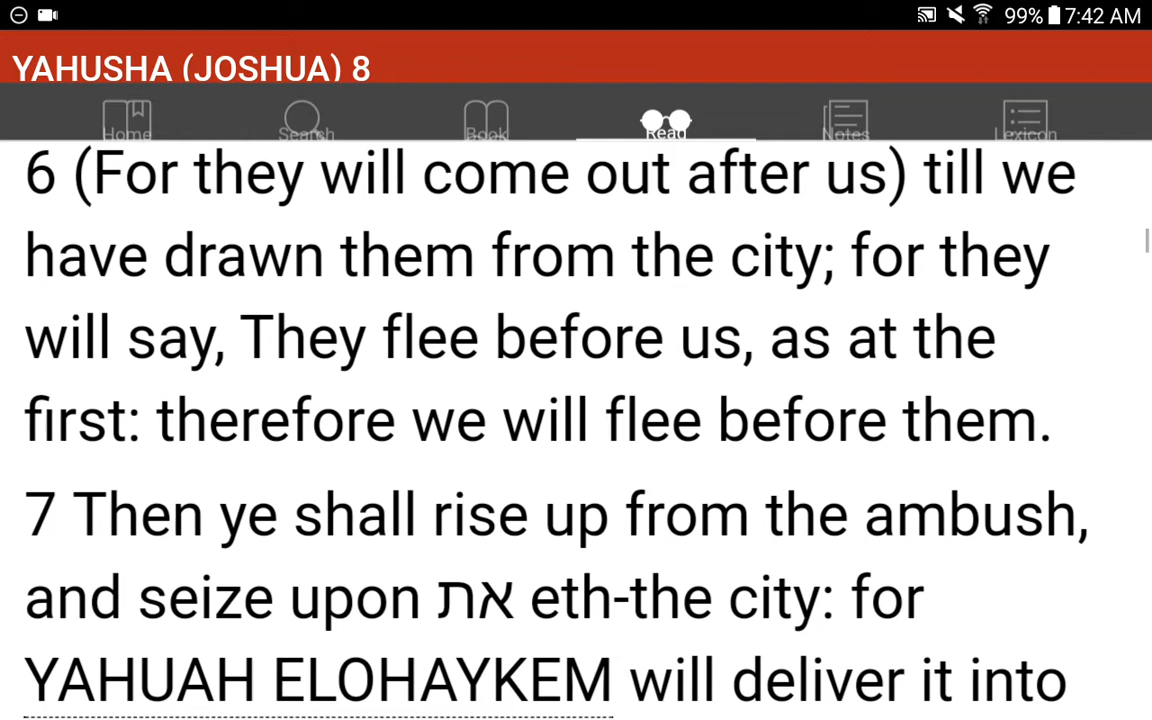 99% 7:42 AM
YAHUSHA (JOSHUA) 8
Home Search Book Read Notes Lexicon
6 (For they will come out after us) till we
have drawn them from the city; for they
will say, They flee before us, as at the
first: therefore we will flee before them.
7 Then ye shall rise up from the ambush,
and seize upon את eth-the city: for
YAHUAH ELOHAYKEM will deliver it into